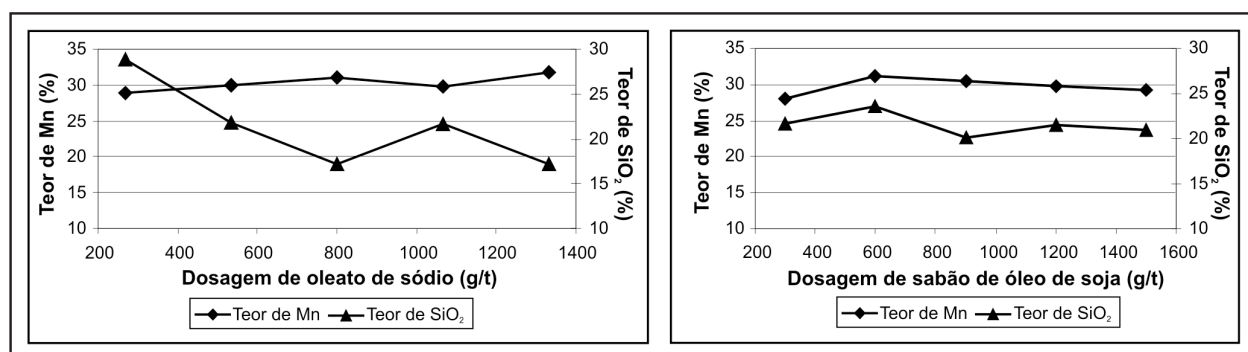 35
30
25
20
15
10
Teor de Mn (%)
30
25
20
15
10
Teor de SiO₂ (%)
200 400 600 800 1000 1200 1400
Dosagem de oleato de sódio (g/t)
Teor de Mn Teor de SiO₂
35
30
25
20
15
10
Teor de Mn (%)
30
25
20
15
10
Teor de SiO₂ (%)
200 400 600 800 1000 1200 1400 1600
Dosagem de sabão de óleo de soja (g/t)
Teor de Mn Teor de SiO₂